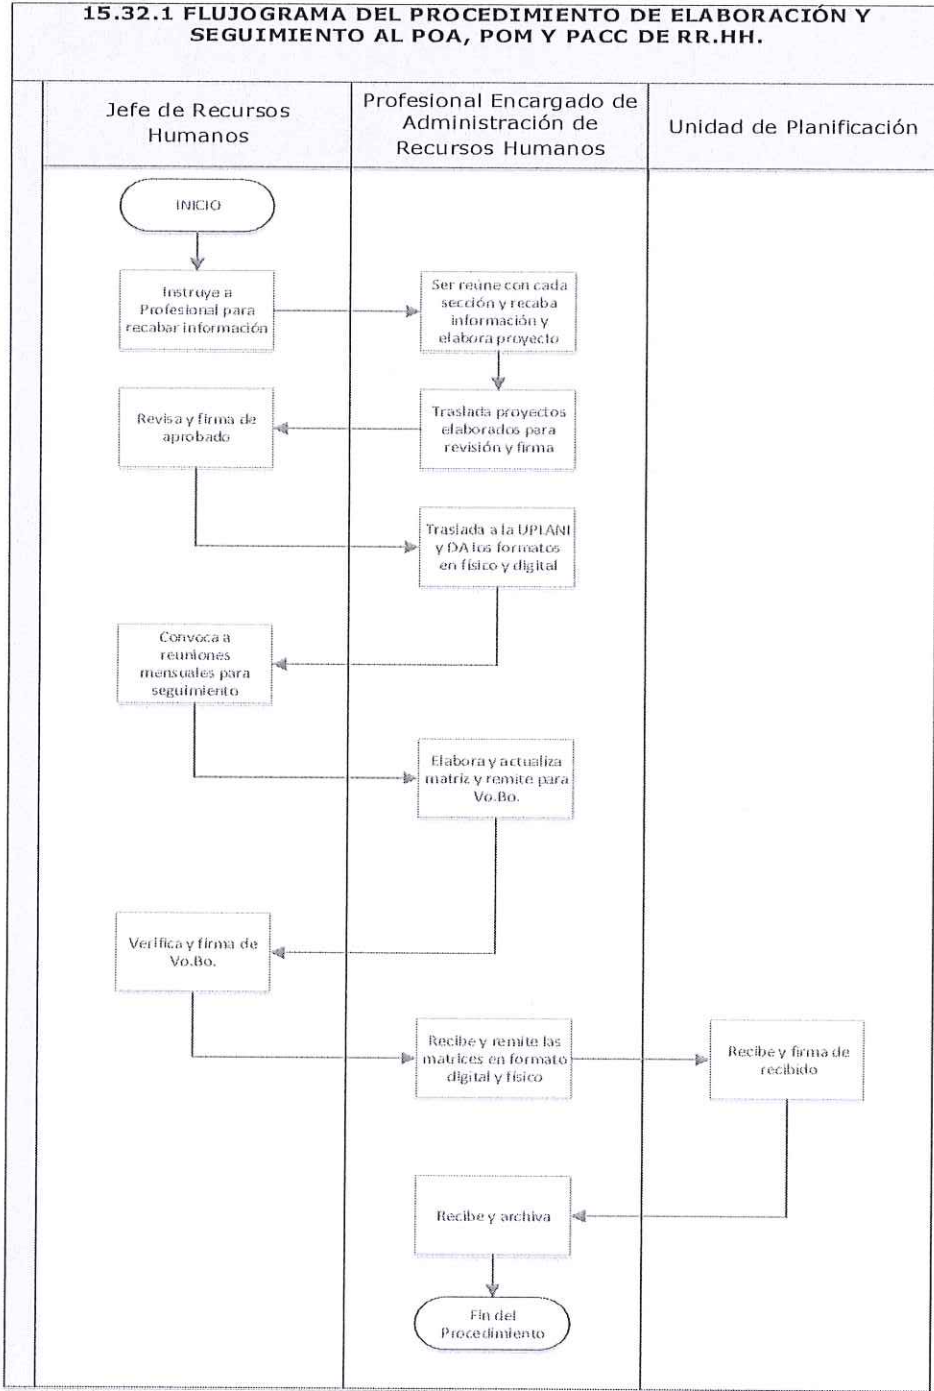 15.32.1 FLUJOGRAMA DEL PROCEDIMIENTO DE ELABORACIÓN Y
SEGUIMIENTO AL POA, POM Y PACC DE RR.HH.
Jefe de Recursos
Humanos
Profesional Encargado de
Administración de
Recursos Humanos
Unidad de Planificación
INICIO
Instruye a
Profesional para
recabar información
Ser reúne con cada
sección y recaba
información y
elabora proyecto
Traslada proyectos
elaborados para
revisión y firma
Revisa y firma de
aprobado
Traslada a la UPLANI
y DA los formatos
en físico y digital
Convoca a
reuniones
mensuales para
seguimiento
Elabora y actualiza
matriz y remite para
Vo.Bo.
Verifica y firma de
Vo.Bo.
Recibe y remite las
matrices en formato
digital y físico
Recibe y firma de
recibido
Recibe y archiva
Fin del
Procedimiento